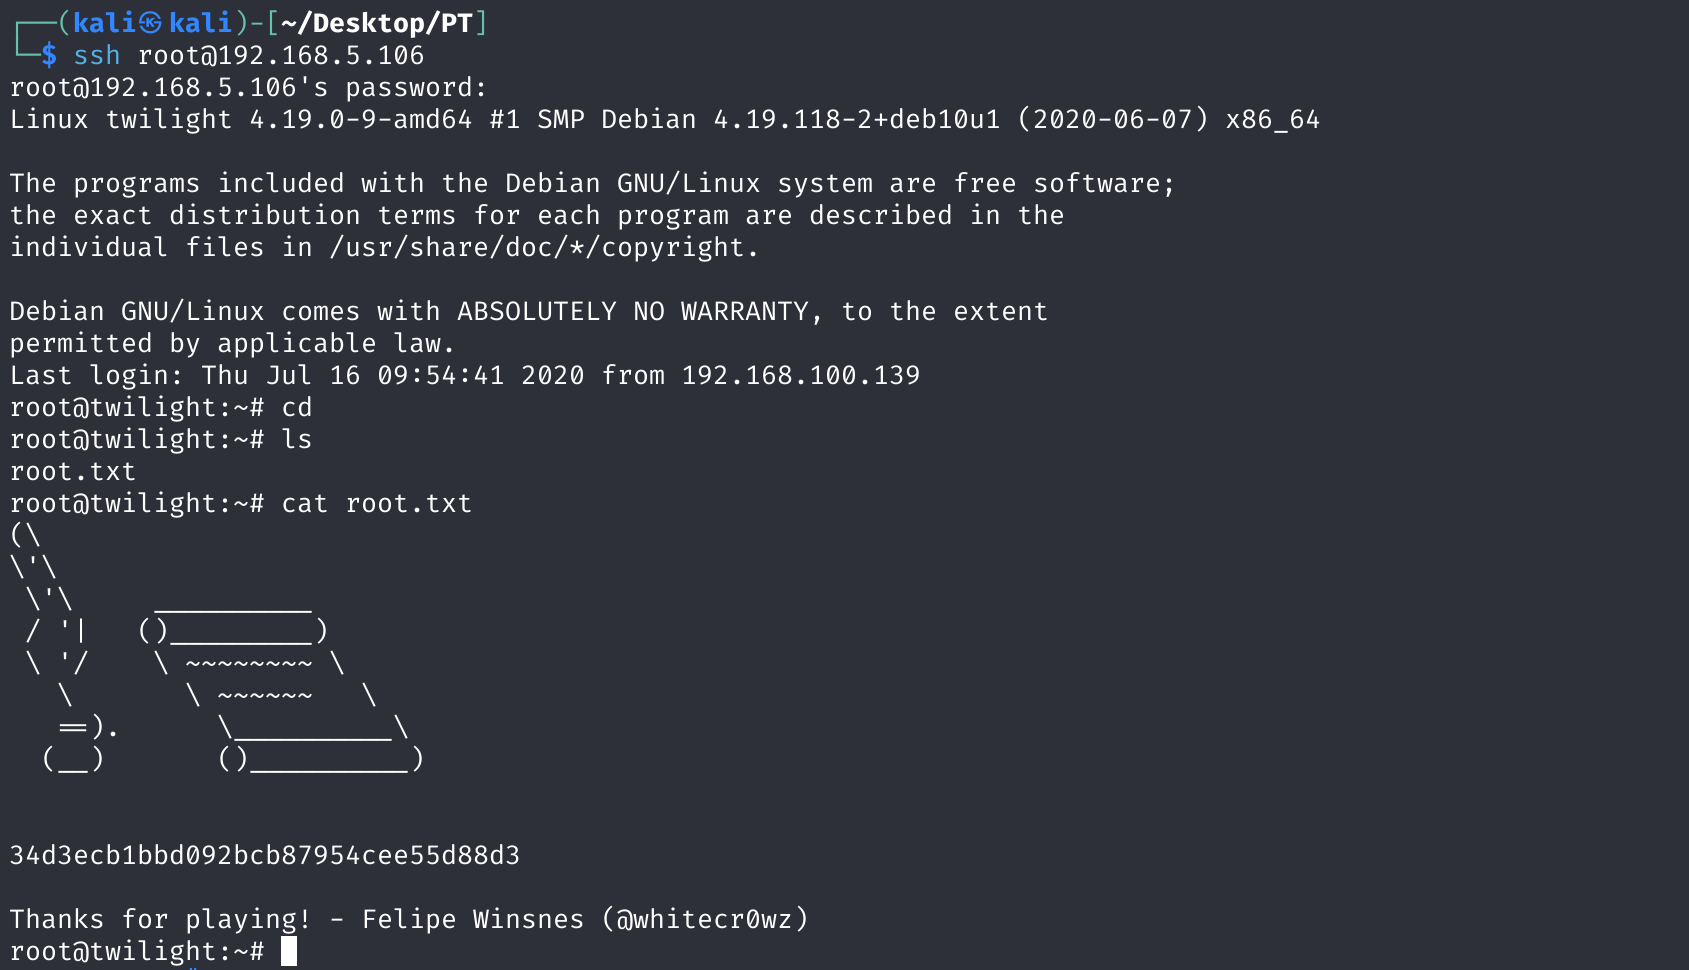 ┌──(kali㉿kali)-[~/Desktop/PT]
└─$ ssh root@192.168.5.106
root@192.168.5.106's password:
Linux twilight 4.19.0-9-amd64 #1 SMP Debian 4.19.118-2+deb10u1 (2020-06-07) x86_64

The programs included with the Debian GNU/Linux system are free software;
the exact distribution terms for each program are described in the
individual files in /usr/share/doc/*/copyright.

Debian GNU/Linux comes with ABSOLUTELY NO WARRANTY, to the extent
permitted by applicable law.
Last login: Thu Jul 16 09:54:41 2020 from 192.168.100.139
root@twilight:~# cd
root@twilight:~# ls
root.txt
root@twilight:~# cat root.txt
(\
\'\
 \'\     __________
 / '|   ()_________)
 \ '/    \ ~~~~~~~~ \
   \       \ ~~~~~~   \
   ==).      \__________\
  (__)       ()__________)


34d3ecb1bbd092bcb87954cee55d88d3

Thanks for playing! - Felipe Winsnes (@whitecr0wz)
root@twilight:~#